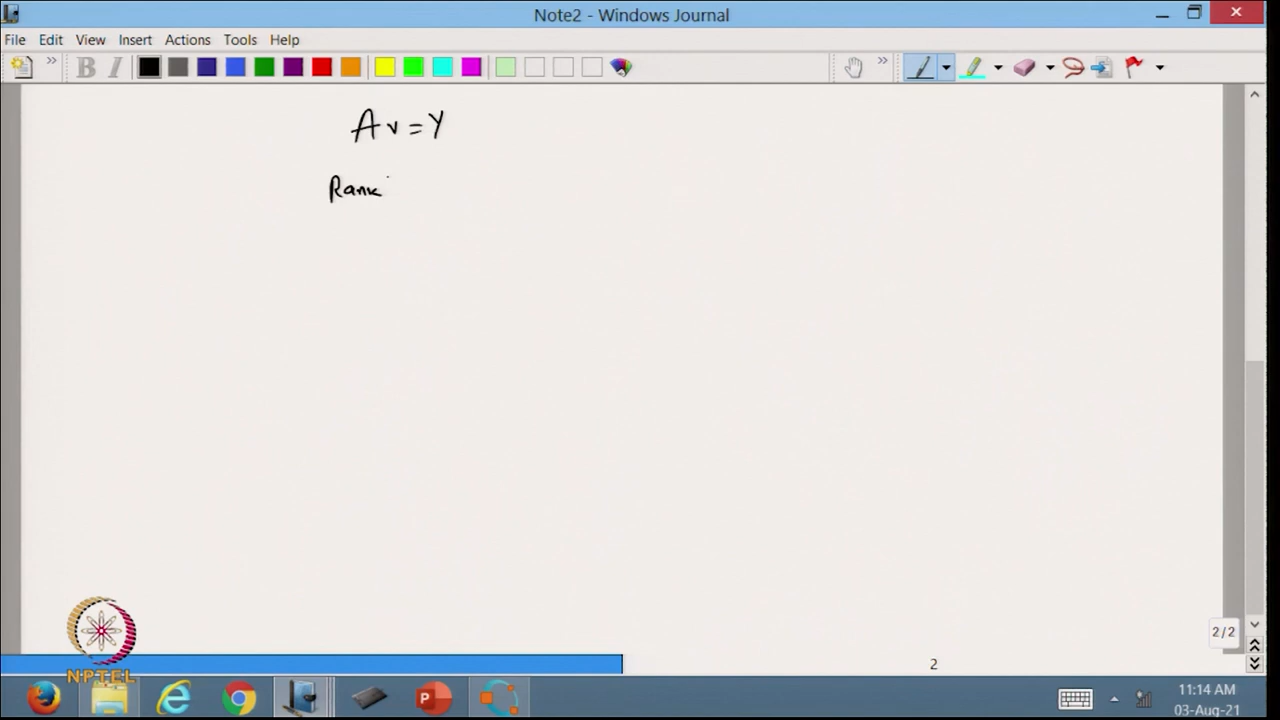 Note2 - Windows Journal
File Edit View Insert Actions Tools Help
B I
Av=Y
Rank
2/2
2
NPTEL
11:14 AM
03-Aug-21